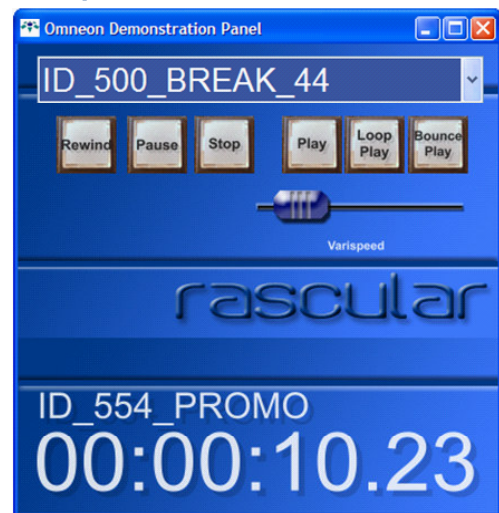 Omneon Demonstration Panel
ID_500_BREAK_44
Rewind Pause Stop Play Loop Play Bounce Play
Varispeed
rascular
ID_554_PROMO
00:00:10.23